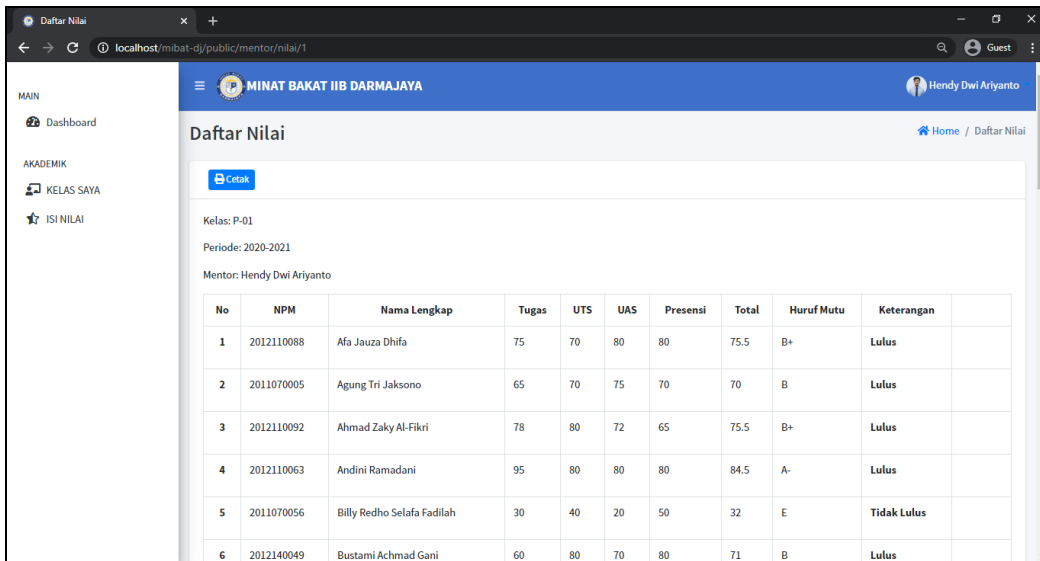 Daftar Nilai
localhost/mibat-dj/public/mentor/nilai/1
Guest
MAIN
Dashboard
AKADEMIK
KELAS SAYA
ISI NILAI
MINAT BAKAT IIB DARMAJAYA
Hendy Dwi Ariyanto
Daftar Nilai
Home / Daftar Nilai
Cetak
Kelas: P-01
Periode: 2020-2021
Mentor: Hendy Dwi Ariyanto
No NPM Nama Lengkap Tugas UTS UAS Presensi Total Huruf Mutu Keterangan
1 2012110088 Afa Jauza Dhifa 75 70 80 80 75.5 B+ Lulus
2 2011070005 Agung Tri Jaksono 65 70 75 70 70 B Lulus
3 2012110092 Ahmad Zaky Al-Fikri 78 80 72 65 75.5 B+ Lulus
4 2012110063 Andini Ramadani 95 80 80 80 84.5 A- Lulus
5 2011070056 Billy Redho Selafa Fadilah 30 40 20 50 32 E Tidak Lulus
6 2012140049 Bustami Achmad Gani 60 80 70 80 71 B Lulus